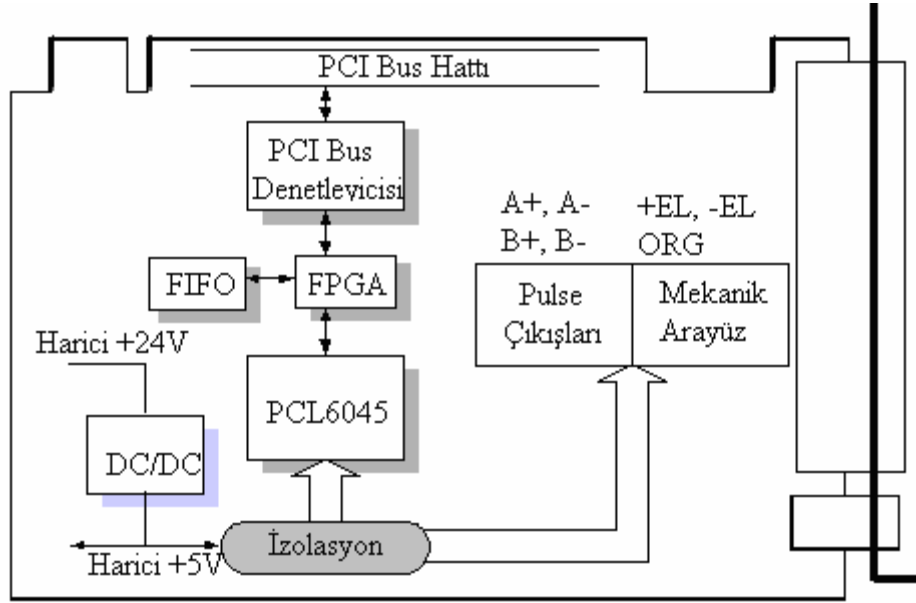 PCI Bus Hattı
PCI Bus
Denetleyicisi
A+, A-
B+, B-
+EL, -EL
ORG
FIFO
FPGA
Pulse
Çıkışları
Mekanik
Arayüz
Harici +24V
PCL6045
DC/DC
İzolasyon
Harici +5V